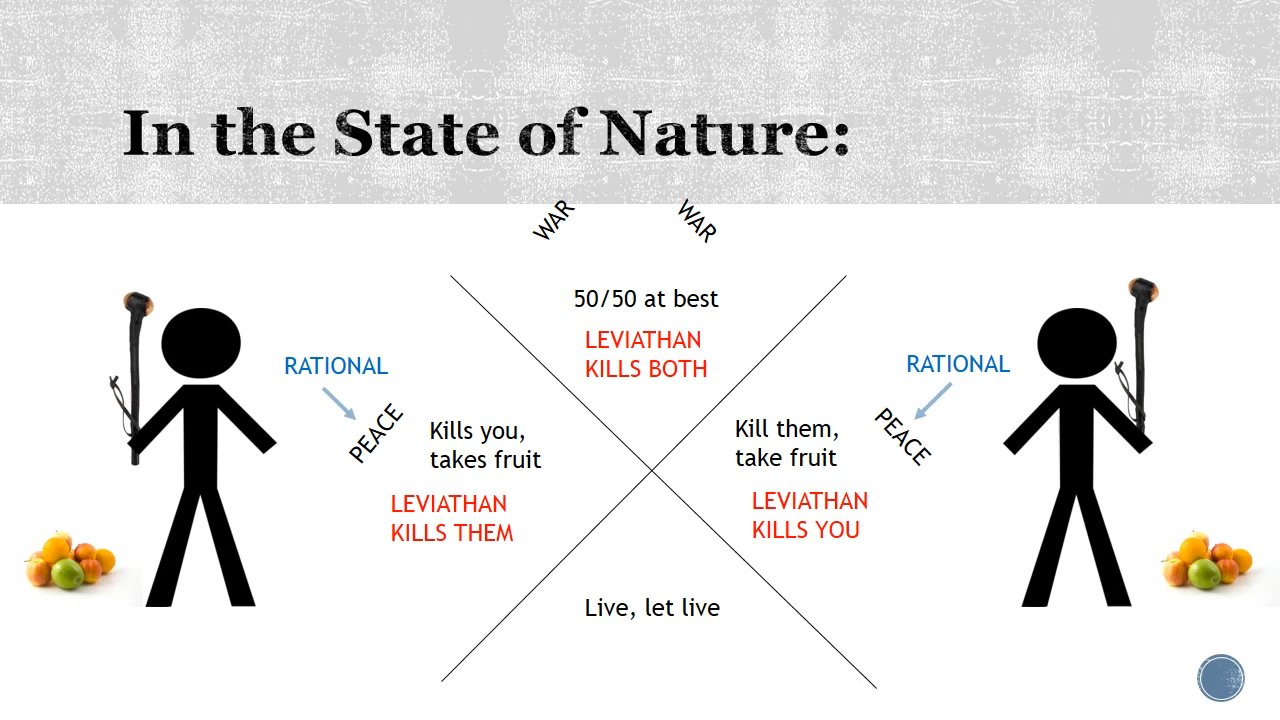 In the State of Nature:
WAR
WAR
50/50 at best
LEVIATHAN
KILLS BOTH
RATIONAL
RATIONAL
PEACE
PEACE
Kills you,
takes fruit
Kill them,
take fruit
LEVIATHAN
KILLS THEM
LEVIATHAN
KILLS YOU
Live, let live